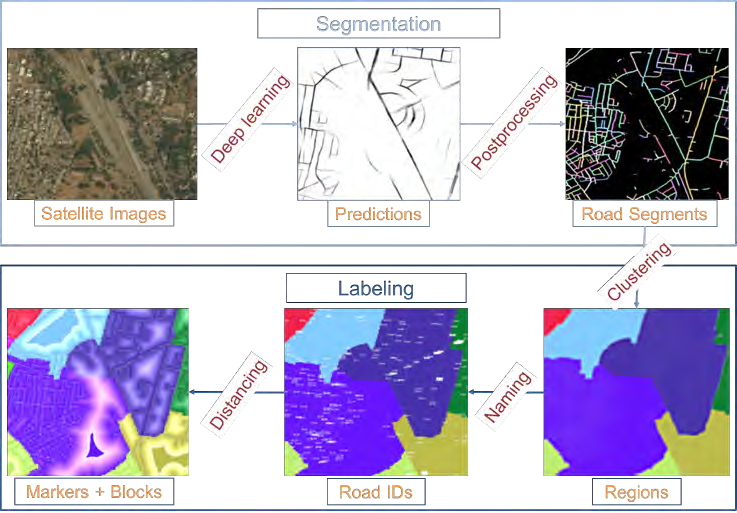 Segmentation
Deep learning
Postprocessing
Satellite Images
Predictions
Road Segments
Clustering
Labeling
Distancing
Naming
Markers + Blocks
Road IDs
Regions